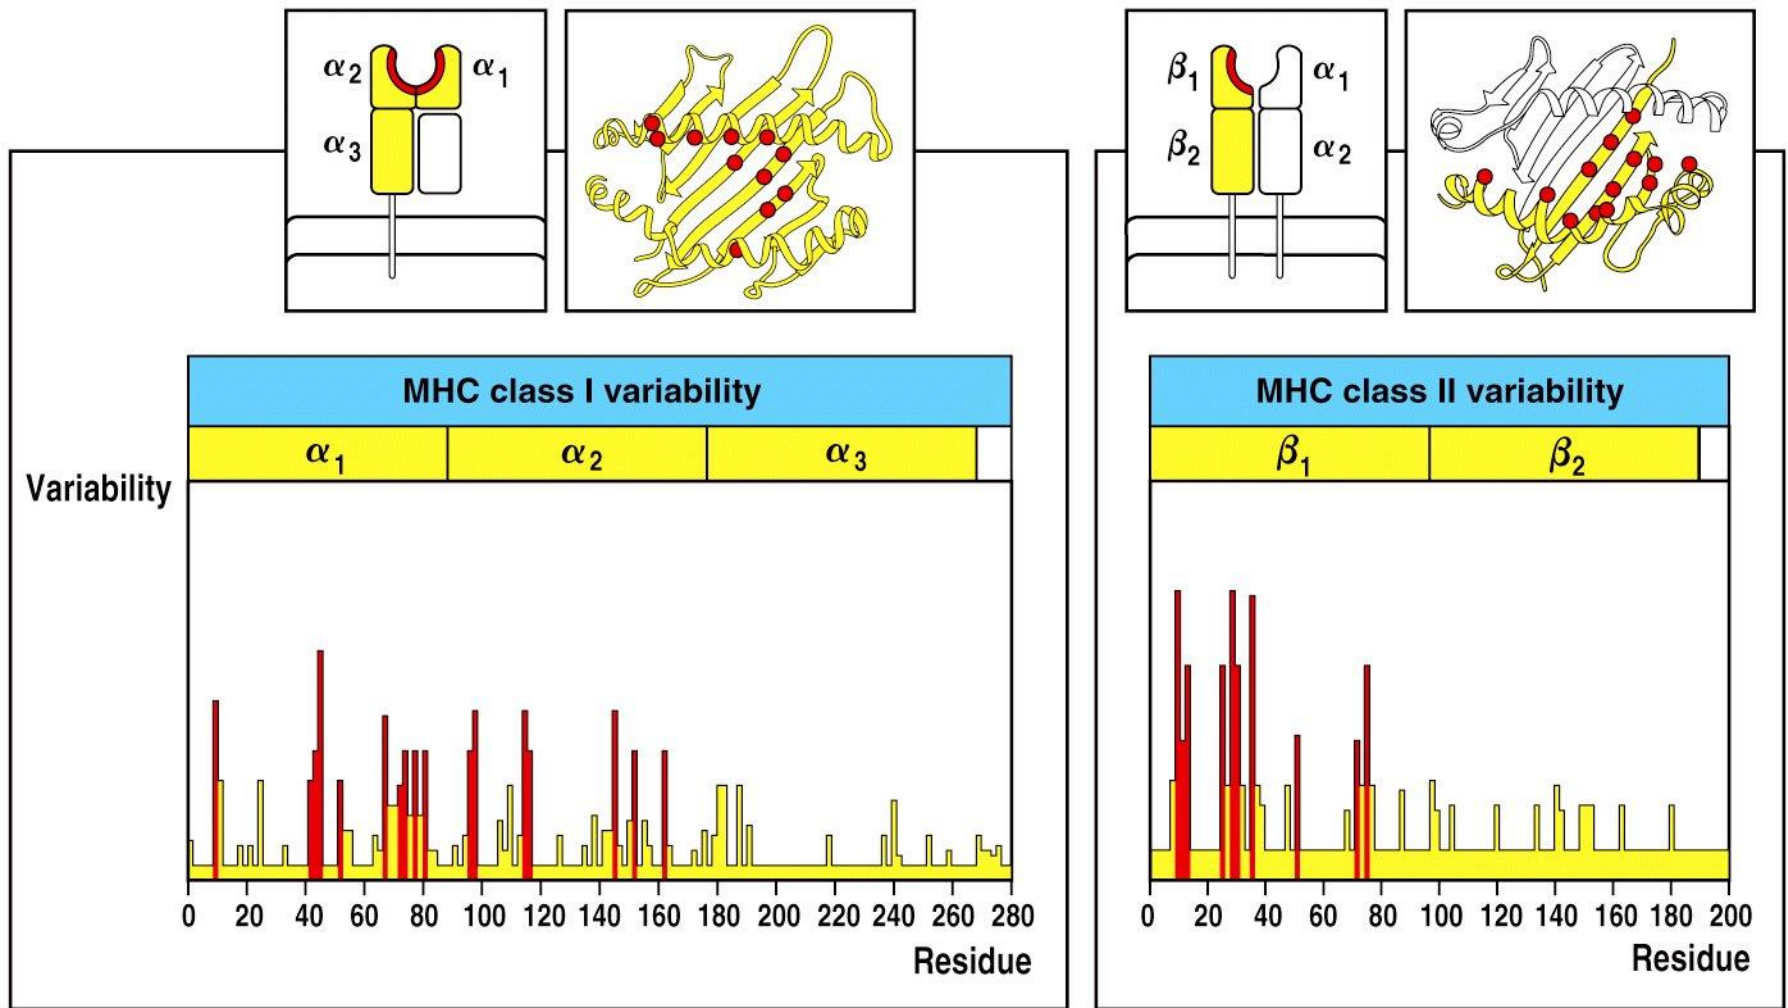 α2 α1
α3
β1 α1
β2 α2
MHC class I variability
α1 α2 α3
Variability
0 20 40 60 80 100 120 140 160 180 200 220 240 260 280
Residue
MHC class II variability
β1 β2
0 20 40 60 80 100 120 140 160 180 200
Residue